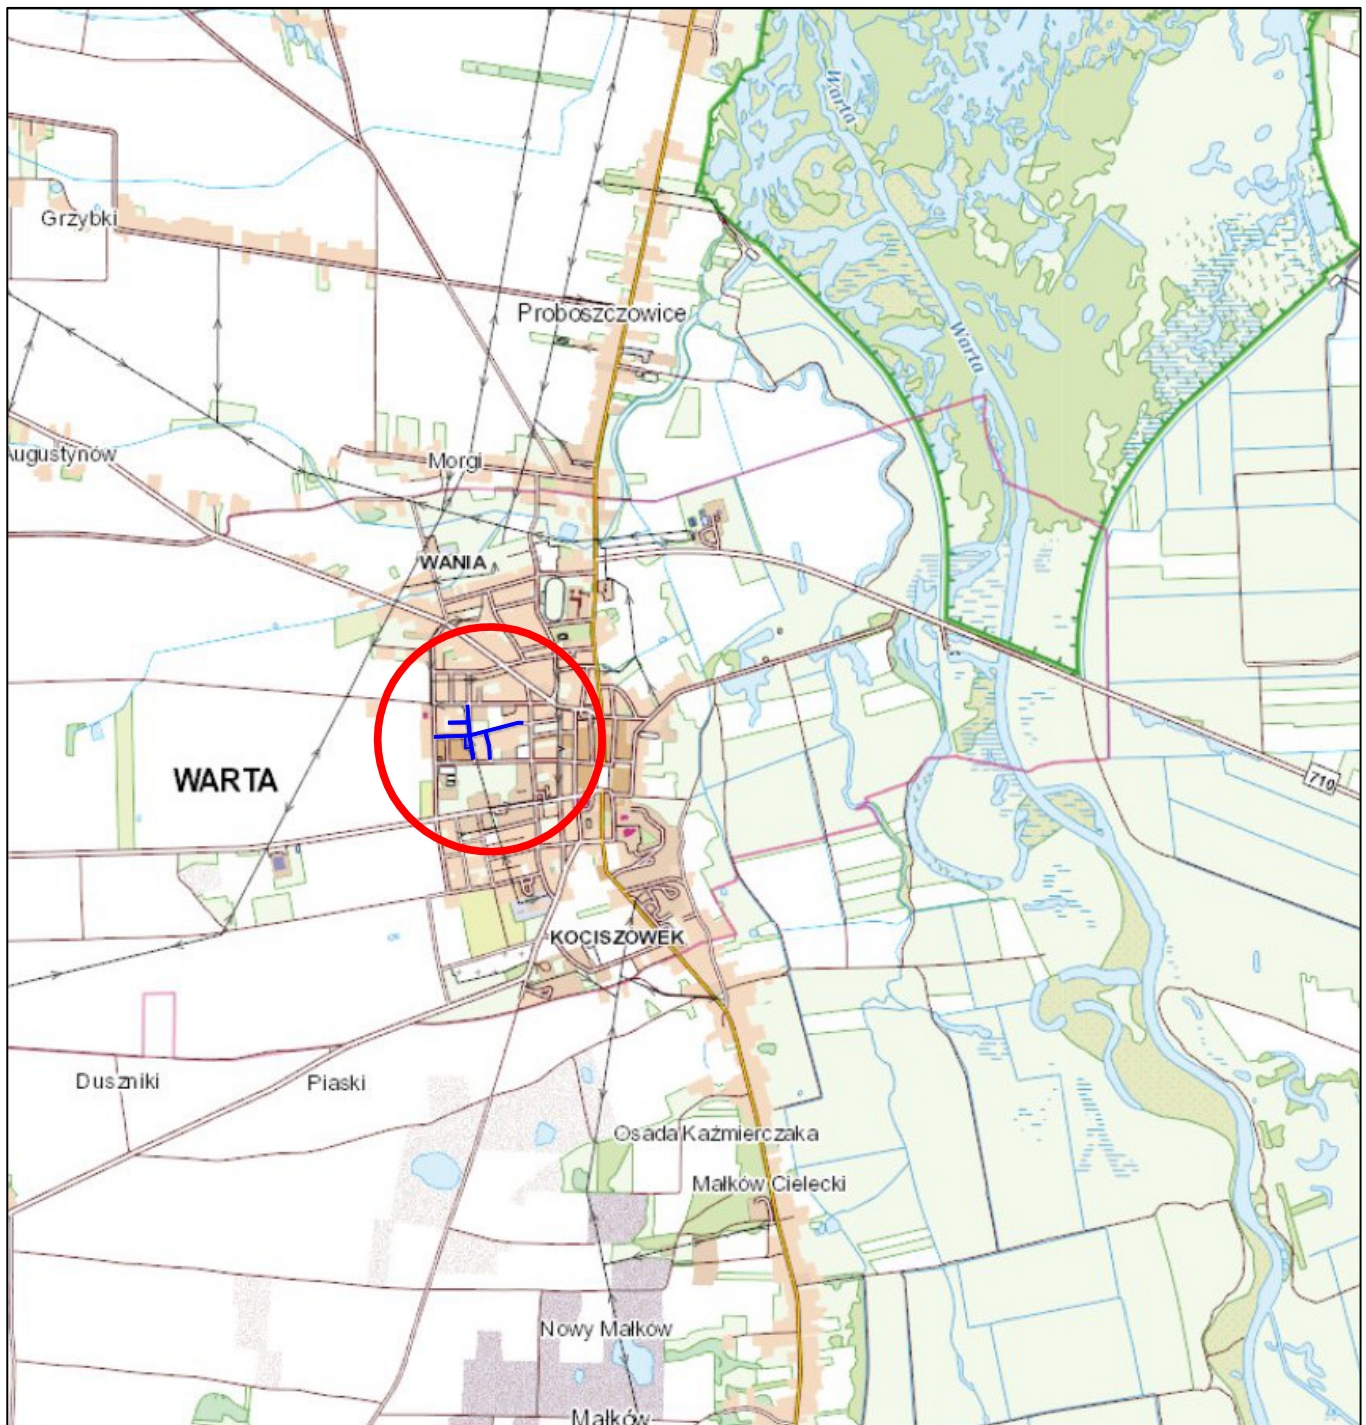 Warta
Grzybki
Proboszczowice
Warta
Augustynów
Morgi
WANIA
WARTA
710
KOCISZÓWEK
Duszniki
Piaski
Osada Kaźmierczaka
Małków Cielecki
Nowy Małków
Małków